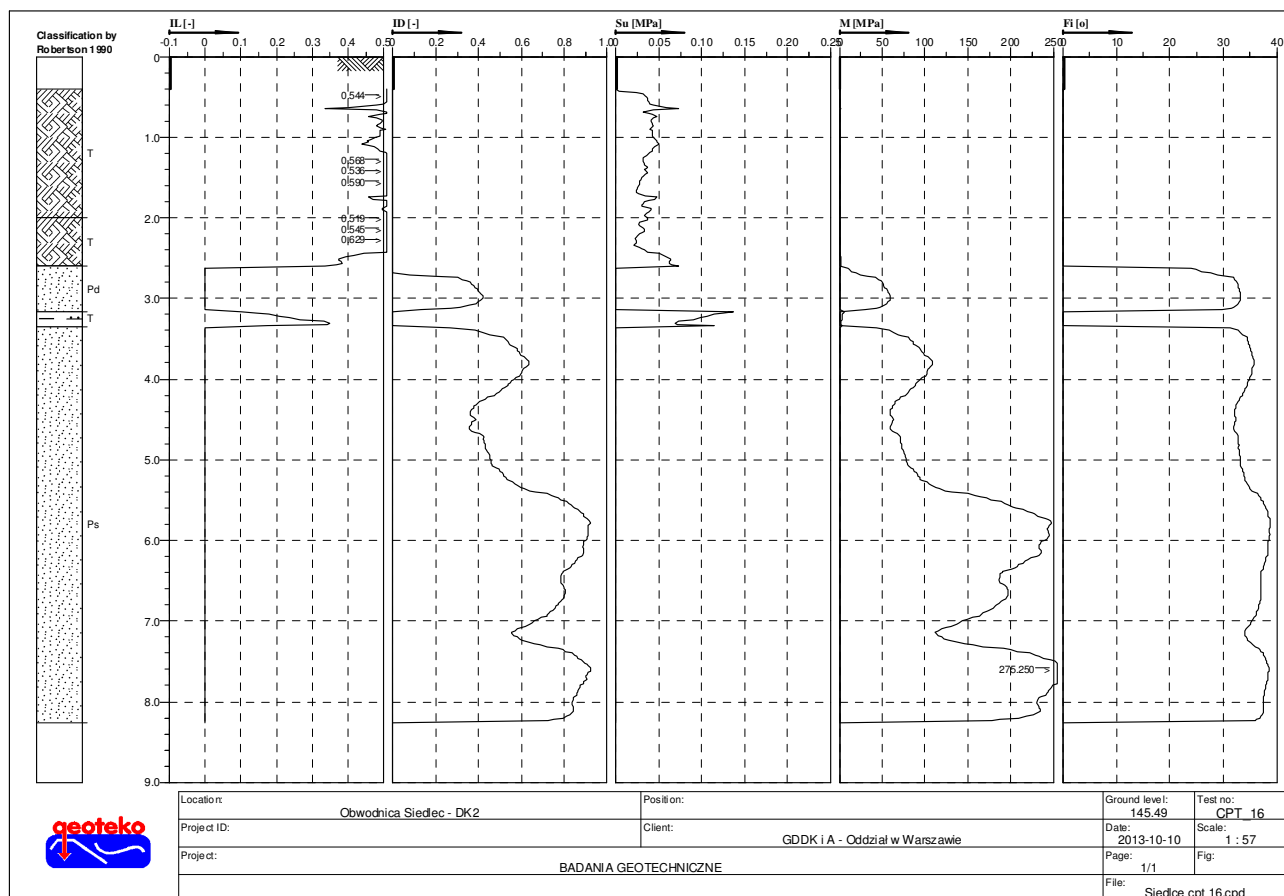 Classification by
Robertson 1990
IL [-]
ID [-]
Su [MPa]
M [MPa]
Fi [o]
-0.1 0 0.1 0.2 0.3 0.4 0.5
0 0.2 0.4 0.6 0.8 1.0
0 0.05 0.10 0.15 0.20 0.25
0 50 100 150 200 250
0 10 20 30 40
0
0.544
1.0
T
0.568
0.536
0.590
2.0
0.519
0.545
0.629
T
Pd
3.0
T
4.0
5.0
Ps
6.0
7.0
275.250
8.0
9.0
geoteko
Location:
Obwodnica Siedlec - DK2
Position:
Ground level:
145.49
Test no:
CPT_16
Project ID:
Client:
GDDK i A - Oddział w Warszawie
Date:
2013-10-10
Scale:
1 : 57
Project:
BADANIA GEOTECHNICZNE
Page:
1/1
Fig:
File:
Siedlce cpt 16.cpd